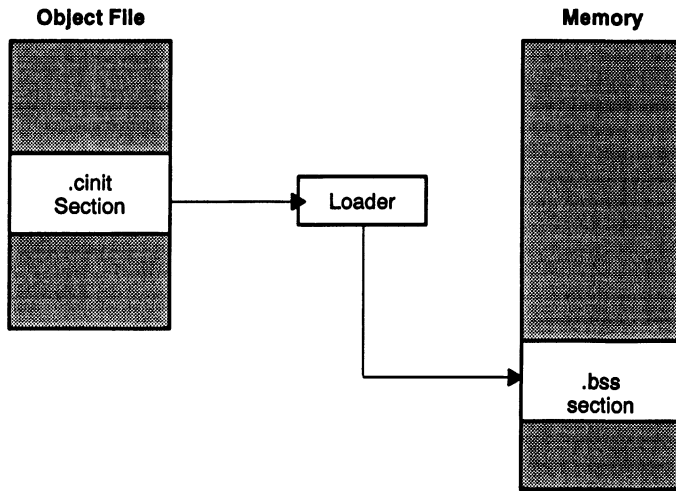 Object File
Memory
.cinit
Section
Loader
.bss
section